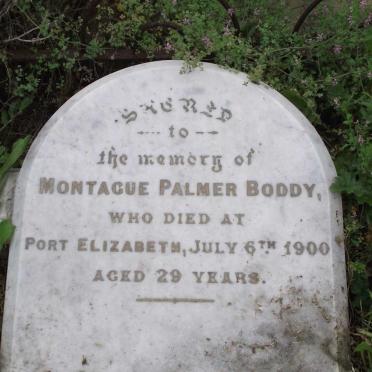 SACRED
to
the memory of
MONTAGUE PALMER BODDY,
WHO DIED AT
PORT ELIZABETH, JULY 6TH 1900
AGED 29 YEARS.